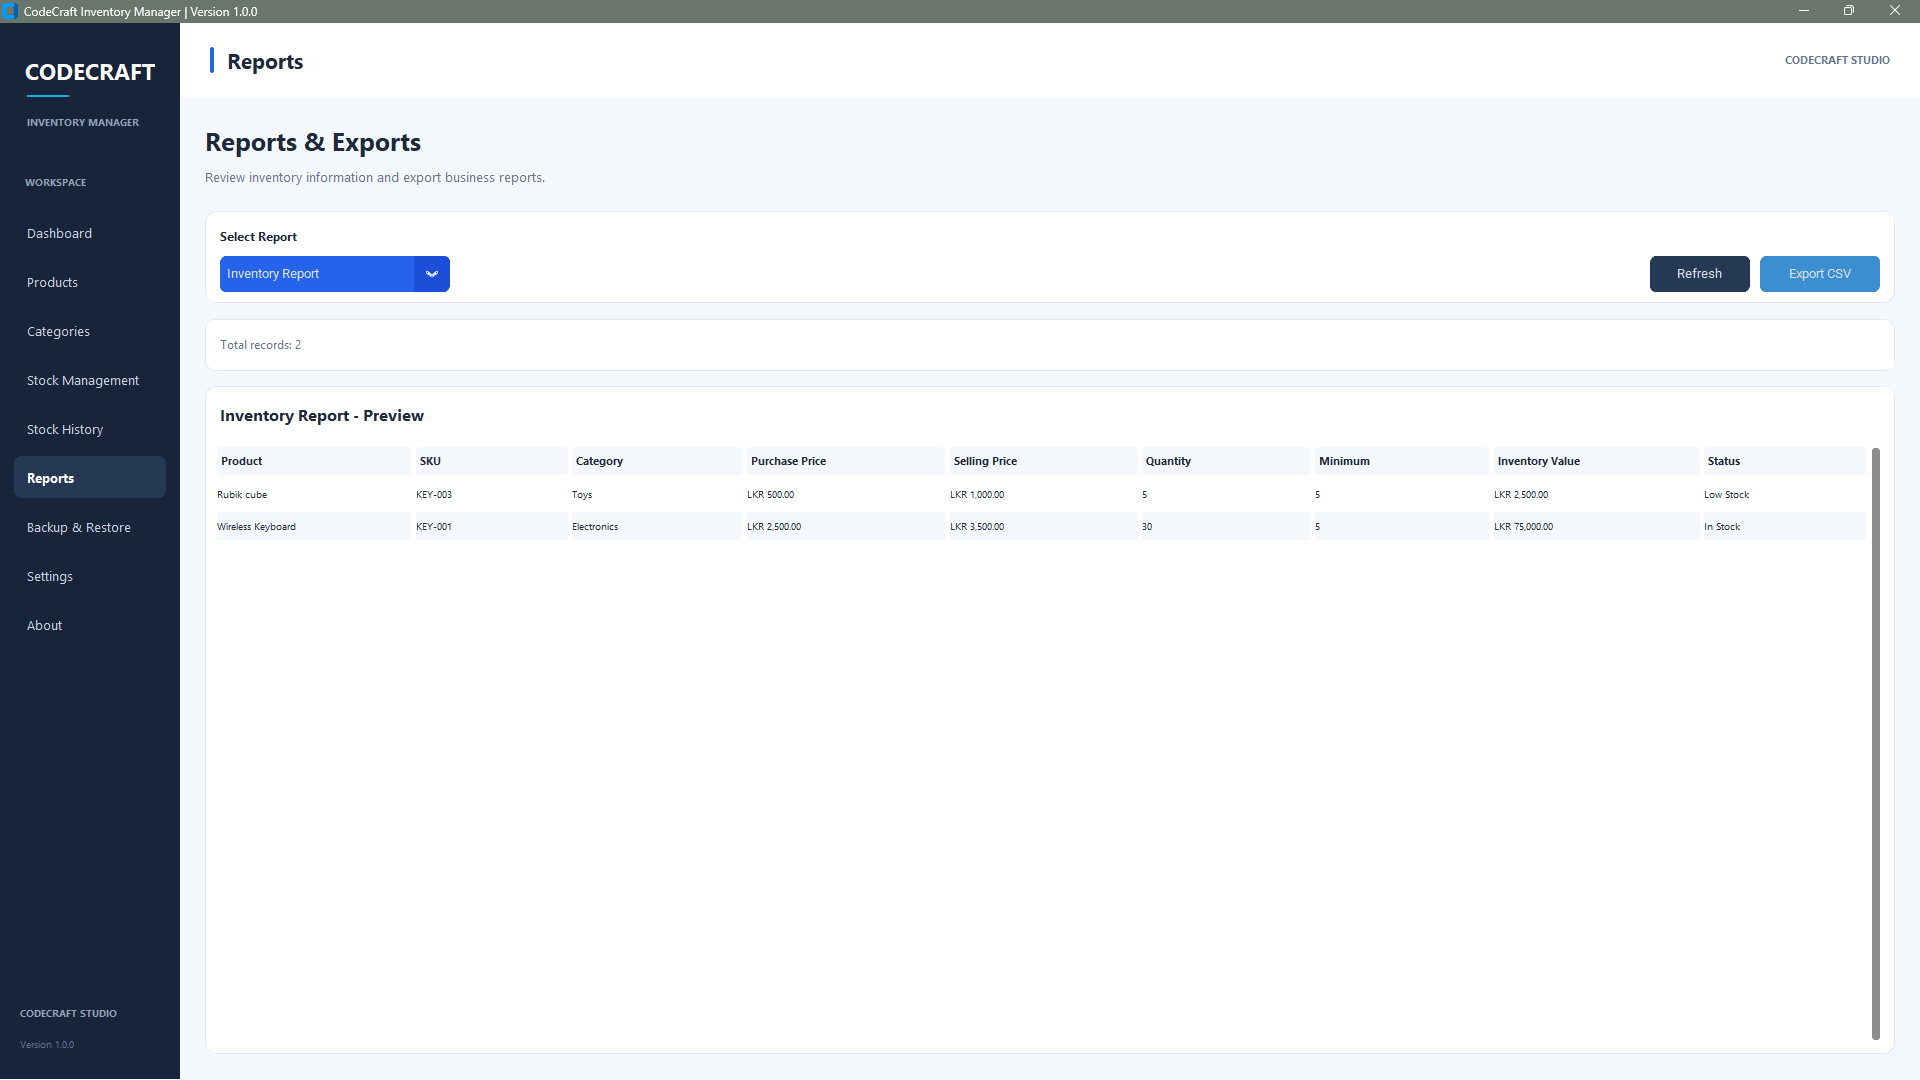 CodeCraft Inventory Manager | Version 1.0.0
CODECRAFT
INVENTORY MANAGER
WORKSPACE
Dashboard
Products
Categories
Stock Management
Stock History
Reports
Backup & Restore
Settings
About
CODECRAFT STUDIO
Version 1.0.0
Reports
CODECRAFT STUDIO
Reports & Exports
Review inventory information and export business reports.
Select Report
Inventory Report
Refresh
Export CSV
Total records: 2
Inventory Report - Preview
Product SKU Category Purchase Price Selling Price Quantity Minimum Inventory Value Status
Rubik cube KEY-003 Toys LKR 500.00 LKR 1,000.00 5 5 LKR 2,500.00 Low Stock
Wireless Keyboard KEY-001 Electronics LKR 2,500.00 LKR 3,500.00 30 5 LKR 75,000.00 In Stock